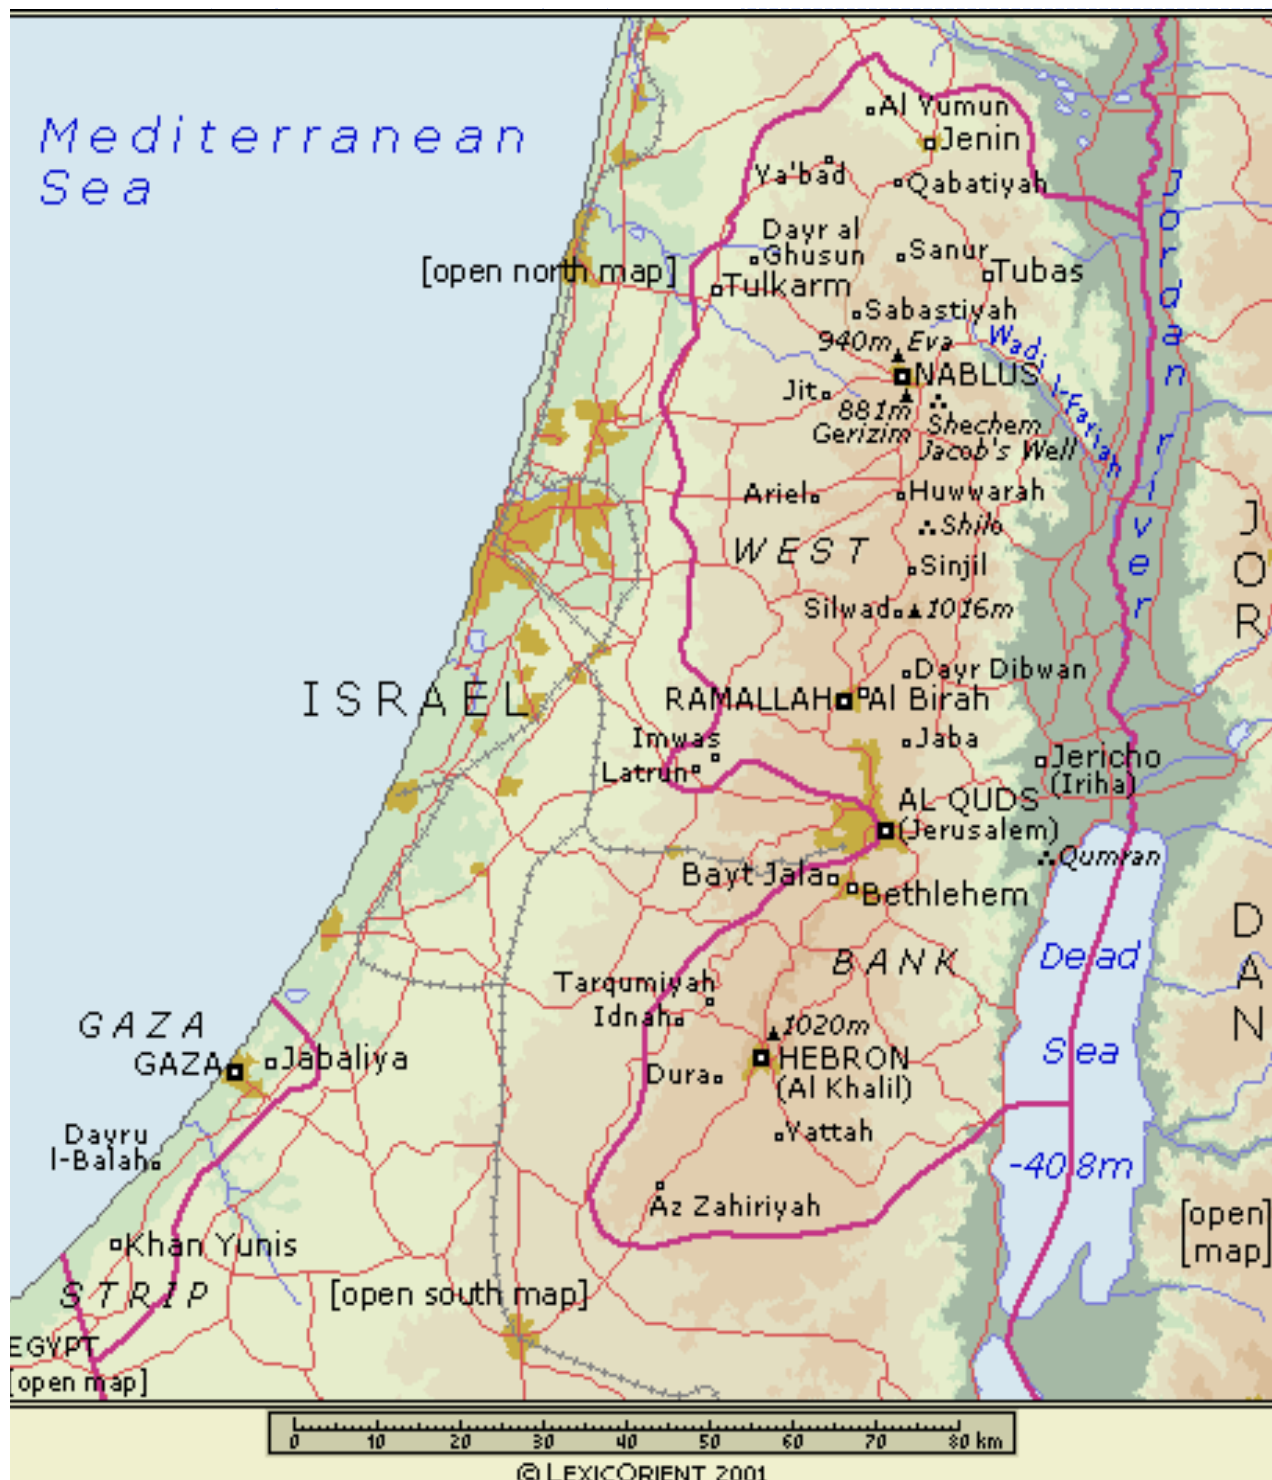 Mediterranean
Sea
Al Yumun
Jenin
Ya'bad
Qabatiyah
Jordan river
Dayr al
Ghusun
Sanur
[open north map]
Tubas
Tulkarm
Sabastiyah
940m Eva
Wadi l-Fariah
NABLUS
Jit
881m
Gerizim
Shechem
Jacob's Well
Ariel
Huwwarah
Shilo
WEST
Sinjil
Silwad
1016m
JOR
Dayr Dibwan
ISRAEL
RAMALLAH
Al Birah
Imwas
Jaba
Latrun
Jericho
(Iriha)
AL QUDS
(Jerusalem)
Qumran
Bayt Jala
Bethlehem
DAN
BANK
Dead
Sea
-408m
Tarqumiyah
Idnah
1020m
GAZA
GAZA
Jabaliya
HEBRON
(Al Khalil)
Dura
Yattah
Dayru
l-Balah
Az Zahiriyah
[open
map]
Khan Yunis
STRIP
[open south map]
EGYPT
[open map]
0 10 20 30 40 50 60 70 80 km
© LEXICORIENT 2001